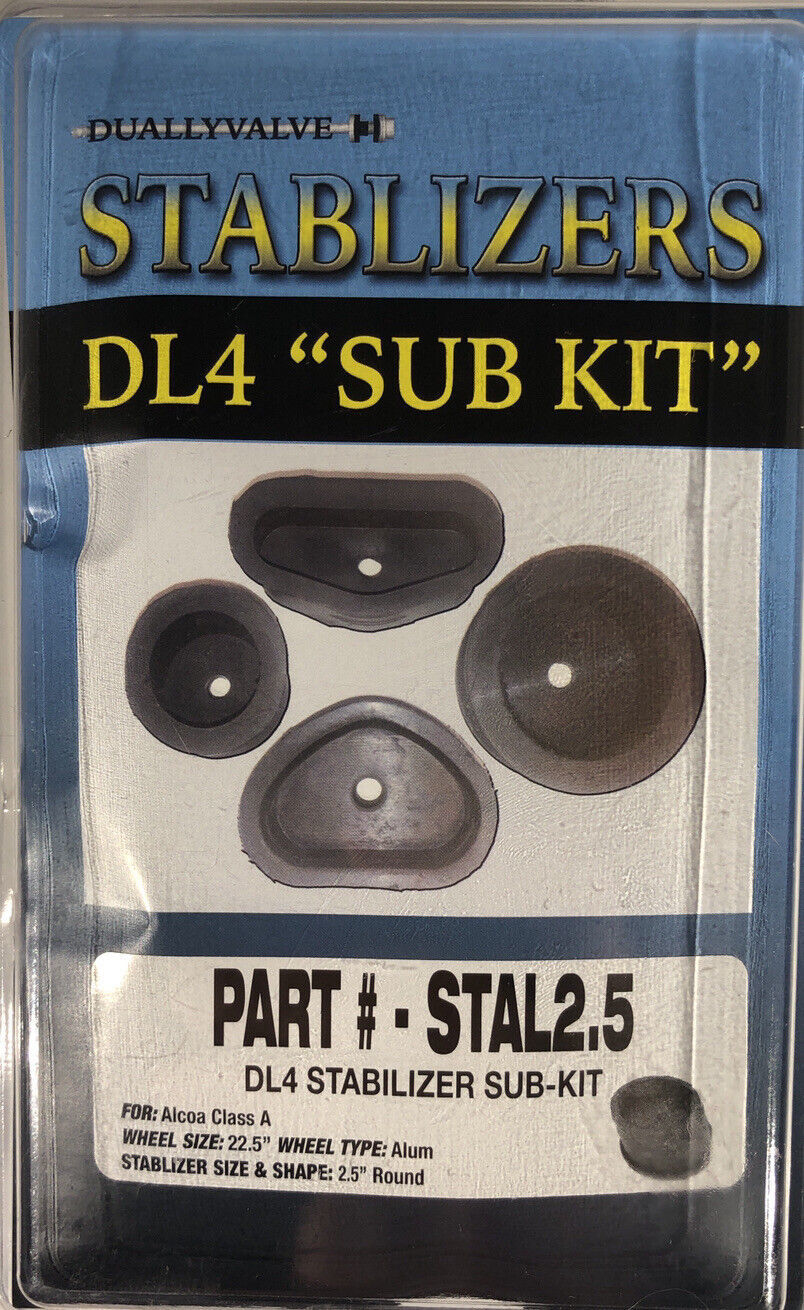 DUALLYVALVE
STABLIZERS
DL4 “SUB KIT”
PART # - STAL2.5
DL4 STABILIZER SUB-KIT
FOR: Alcoa Class A
WHEEL SIZE: 22.5” WHEEL TYPE: Alum
STABLIZER SIZE & SHAPE: 2.5” Round